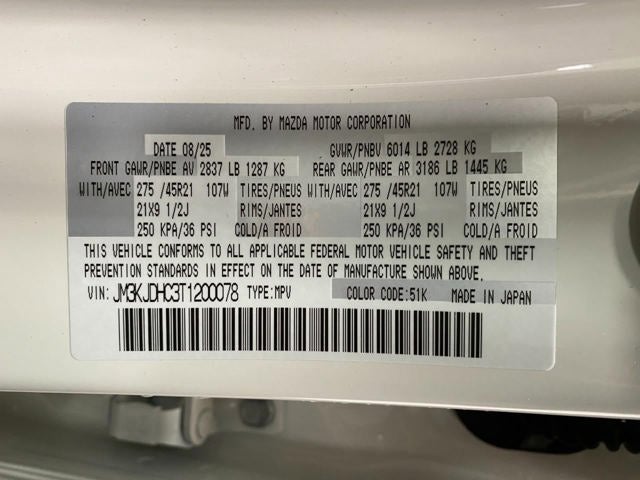 MFD. BY MAZDA MOTOR CORPORATION
DATE 08/25 GVWR/PNBV 6014 LB 2728 KG
FRONT GAWR/PNBE AV 2837 LB 1287 KG REAR GAWR/PNBE AR 3186 LB 1445 KG
WITH/AVEC 275 /45R21 107W TIRES/PNEUS WITH/AVEC 275 /45R21 107W TIRES/PNEUS
21X9 1/2J RIMS/JANTES 21X9 1/2J RIMS/JANTES
250 KPA/36 PSI COLD/A FROID 250 KPA/36 PSI COLD/A FROID
THIS VEHICLE CONFORMS TO ALL APPLICABLE FEDERAL MOTOR VEHICLE SAFETY AND THEFT
PREVENTION STANDARDS IN EFFECT ON THE DATE OF MANUFACTURE SHOWN ABOVE.
VIN: JM3KJDHC3T1200078 TYPE:MPV COLOR CODE:51K MADE IN JAPAN